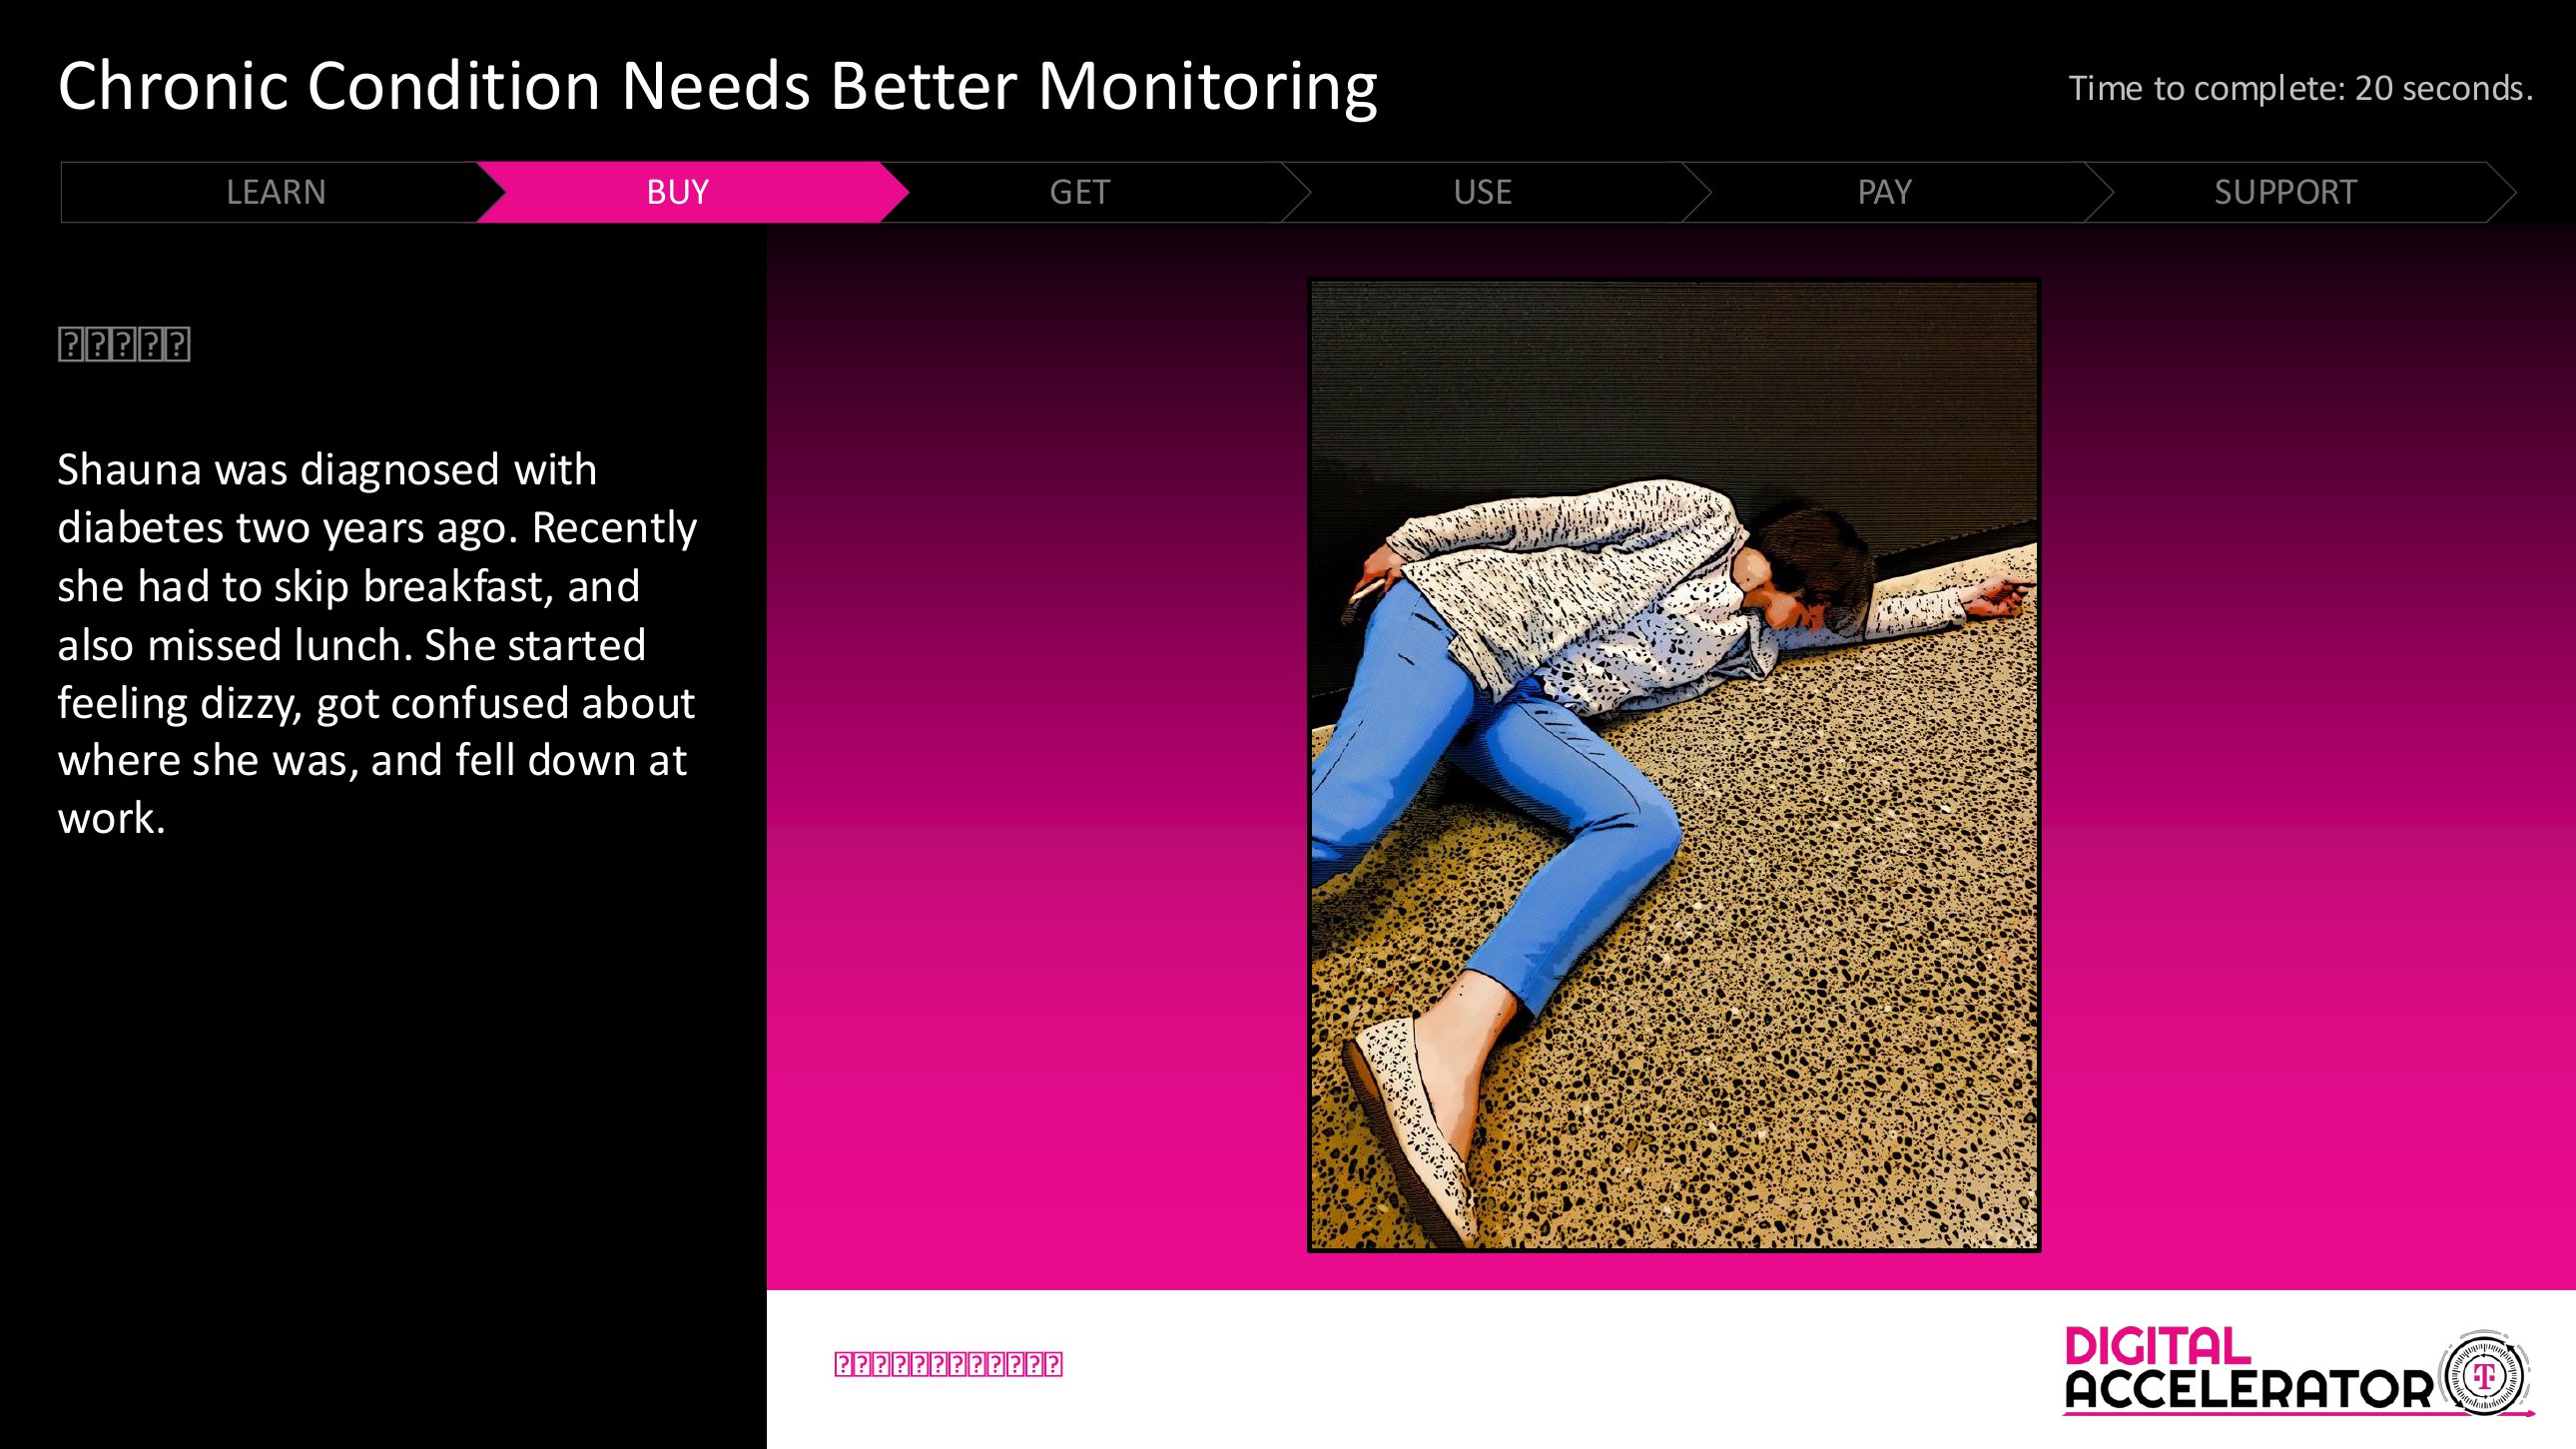 Chronic Condition Needs Better Monitoring
Time to complete: 20 seconds.
LEARN
BUY
GET
USE
PAY
SUPPORT
Shauna was diagnosed with
diabetes two years ago. Recently
she had to skip breakfast, and
also missed lunch. She started
feeling dizzy, got confused about
where she was, and fell down at
work.
DIGITAL
ACCELERATOR
T